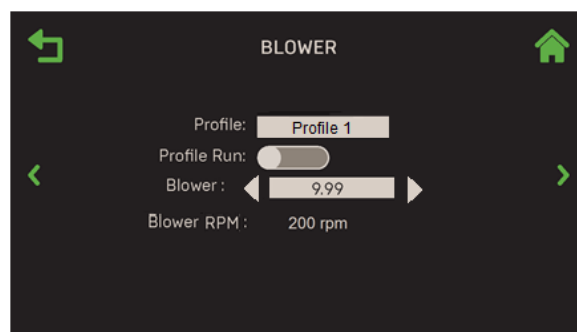 BLOWER
Profile: Profile 1
Profile Run:
Blower : 9.99
Blower RPM : 200 rpm